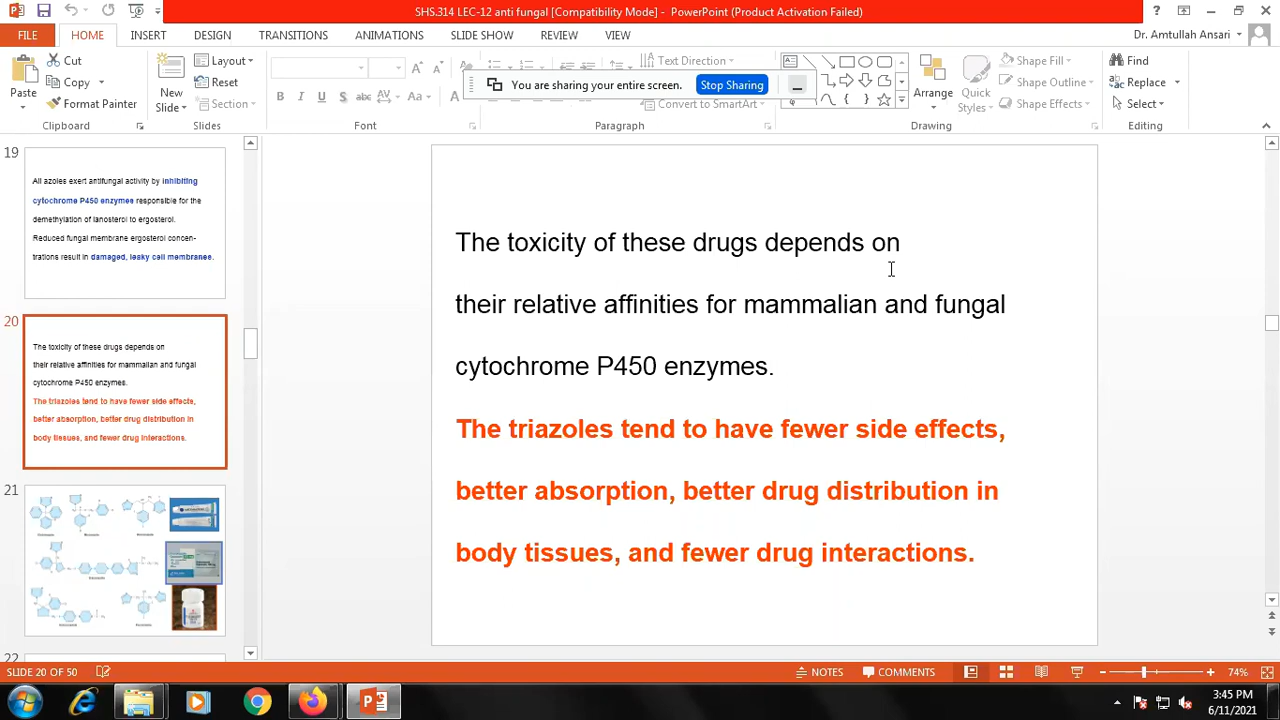 SHS.314 LEC-12 anti fungal [Compatibility Mode] - PowerPoint (Product Activation Failed)
FILE HOME INSERT DESIGN TRANSITIONS ANIMATIONS SLIDE SHOW REVIEW VIEW Dr. Amtullah Ansari
Paste
Cut
Copy
Format Painter
Clipboard
New
Slide
Layout
Reset
Section
Slides
B I U S abc AV Aa A
Font
You are sharing your entire screen. Stop Sharing
Text Direction
Convert to SmartArt
Paragraph
Arrange
Quick
Styles
Shape Fill
Shape Outline
Shape Effects
Drawing
Find
Replace
Select
Editing
19
All azoles exert antifungal activity by inhibiting
cytochrome P450 enzymes responsible for the
demethylation of lanosterol to ergosterol.
Reduced fungal membrane ergosterol concen-
trations result in damaged, leaky cell membranes.
20
The toxicity of these drugs depends on
their relative affinities for mammalian and fungal
cytochrome P450 enzymes.
The triazoles tend to have fewer side effects,
better absorption, better drug distribution in
body tissues, and fewer drug interactions.
21
22
The toxicity of these drugs depends on
their relative affinities for mammalian and fungal
cytochrome P450 enzymes.
The triazoles tend to have fewer side effects,
better absorption, better drug distribution in
body tissues, and fewer drug interactions.
SLIDE 20 OF 50 NOTES COMMENTS 74%
3:45 PM
6/11/2021